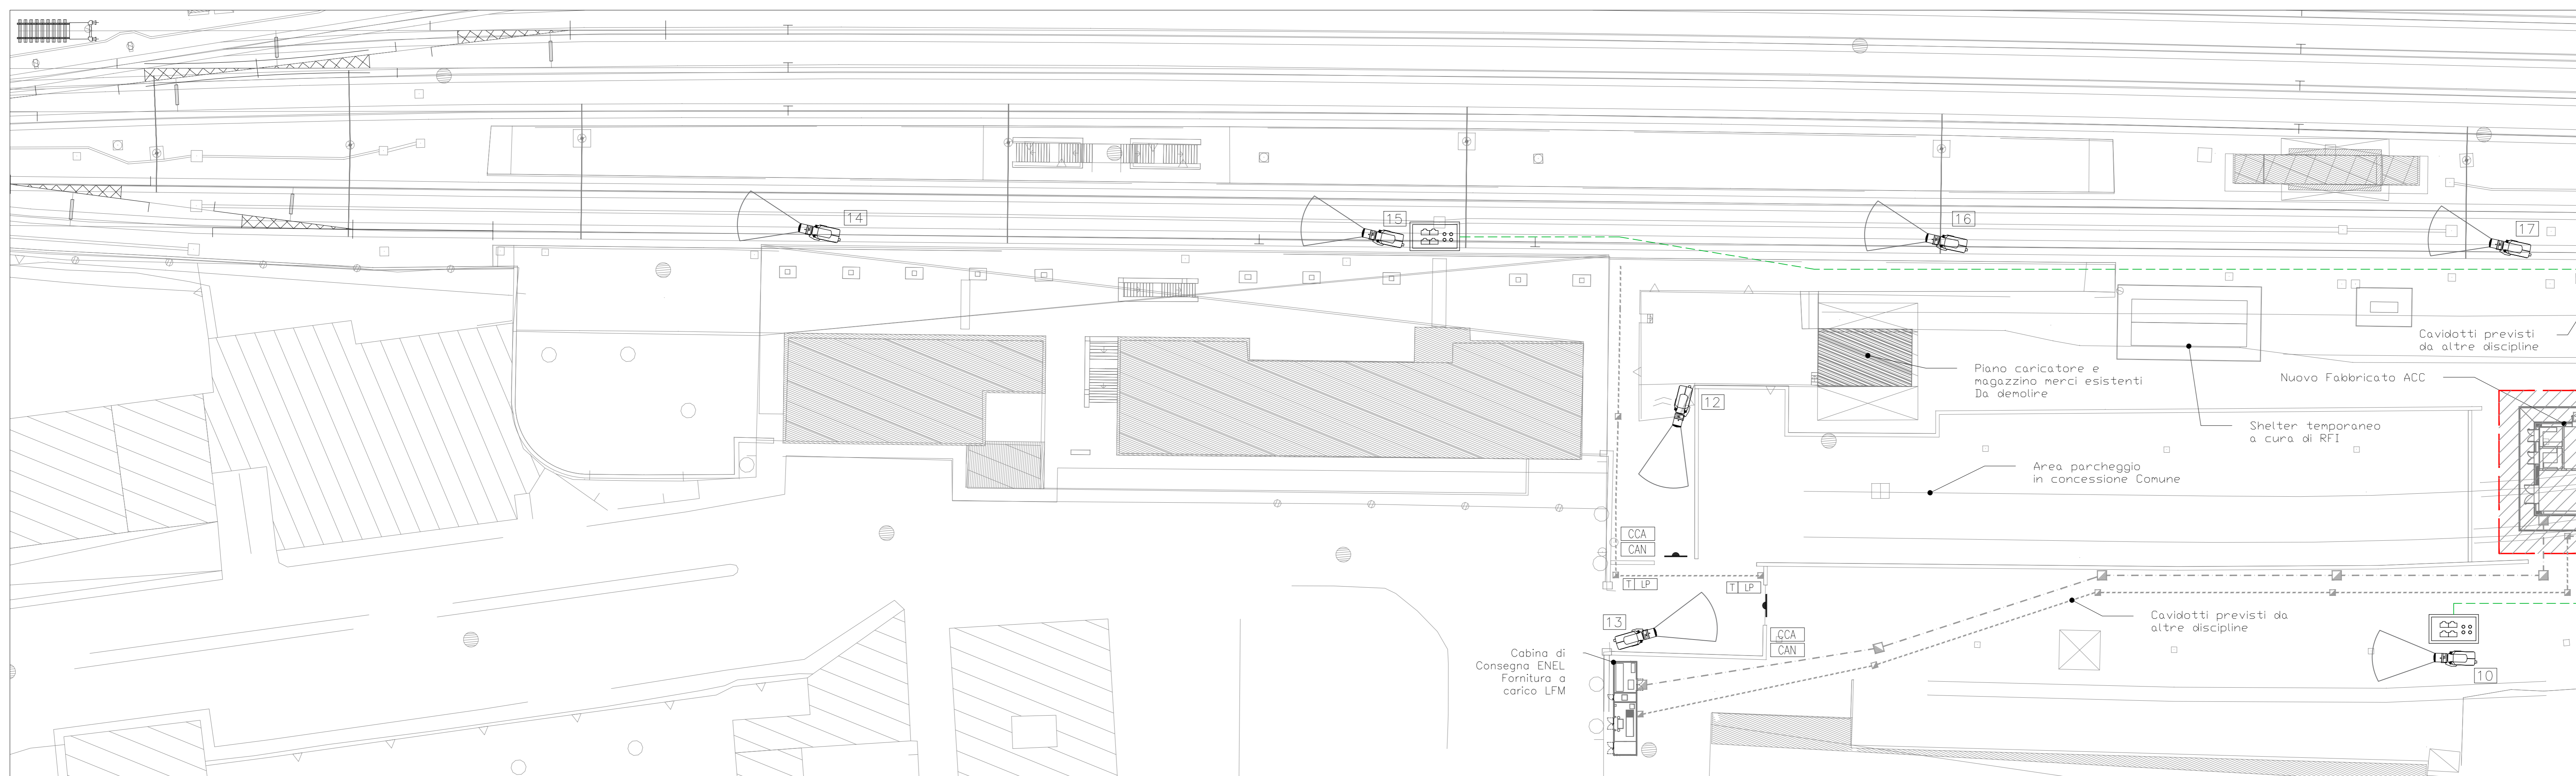 14
15
16
17
Cavidotti previsti
da altre discipline
Piano caricatore e
magazzino merci esistenti
Da demolire
Nuovo Fabbricato ACC
12
Shelter temporaneo
a cura di RFI
Area parcheggio
in concessione Comune
CCA
CAN
T LP
T LP
13
CCA
CAN
Cavidotti previsti da
altre discipline
Cabina di
Consegna ENEL
Fornitura a
carico LFM
10